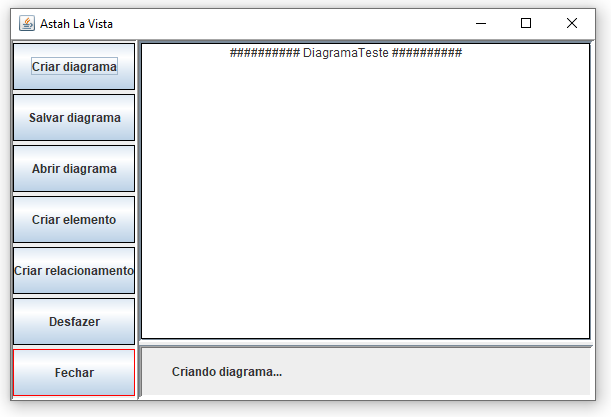 Astah La Vista
Criar diagrama
Salvar diagrama
Abrir diagrama
Criar elemento
Criar relacionamento
Desfazer
Fechar
########## DiagramaTeste ##########
Criando diagrama...